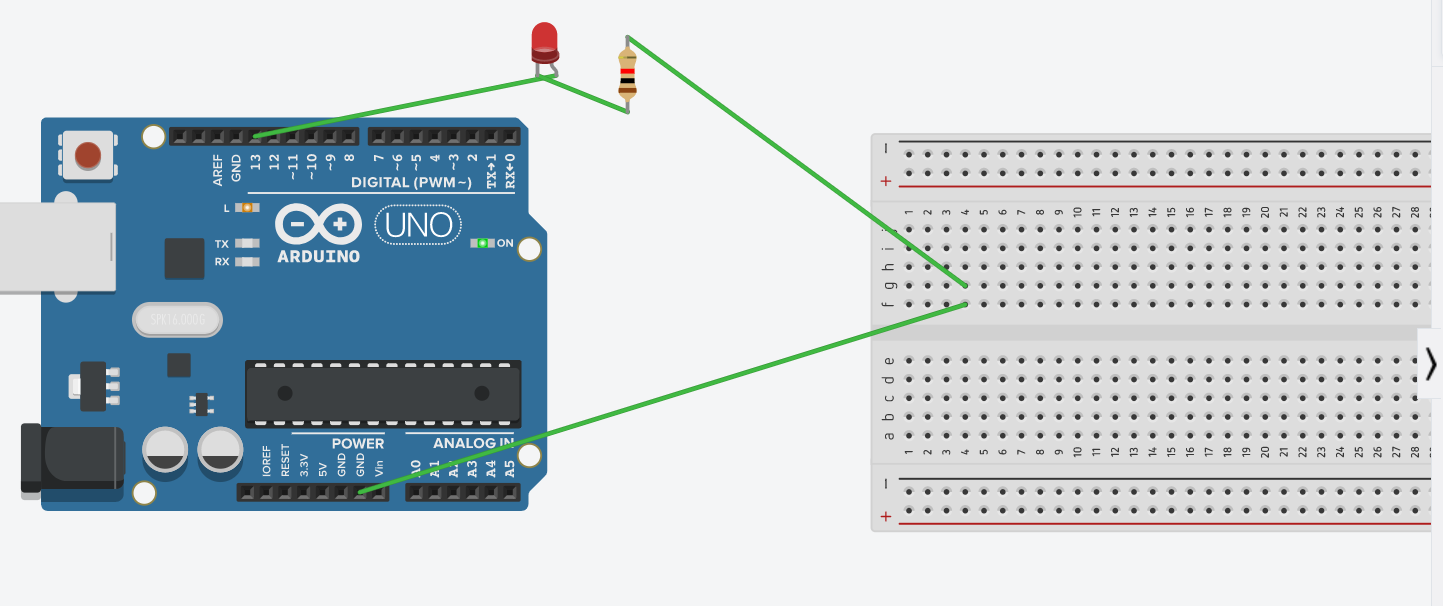 AREF GND 13 12 ~11 ~10 ~9 8 7 ~6 ~5 4 ~3 2 TX→1 RX←0
DIGITAL (PWM~)
L
TX
RX
UNO
ON
ARDUINO
SPK16.000G
POWER
ANALOG IN
IOREF RESET 3.3V 5V GND GND Vin A0 A1 A2 A3 A4 A5
−
+
1 2 3 4 5 6 7 8 9 10 11 12 13 14 15 16 17 18 19 20 21 22 23 24 25 26 27 28
j
i
h
g
f
e
d
c
b
a
1 2 3 4 5 6 7 8 9 10 11 12 13 14 15 16 17 18 19 20 21 22 23 24 25 26 27 28
−
+